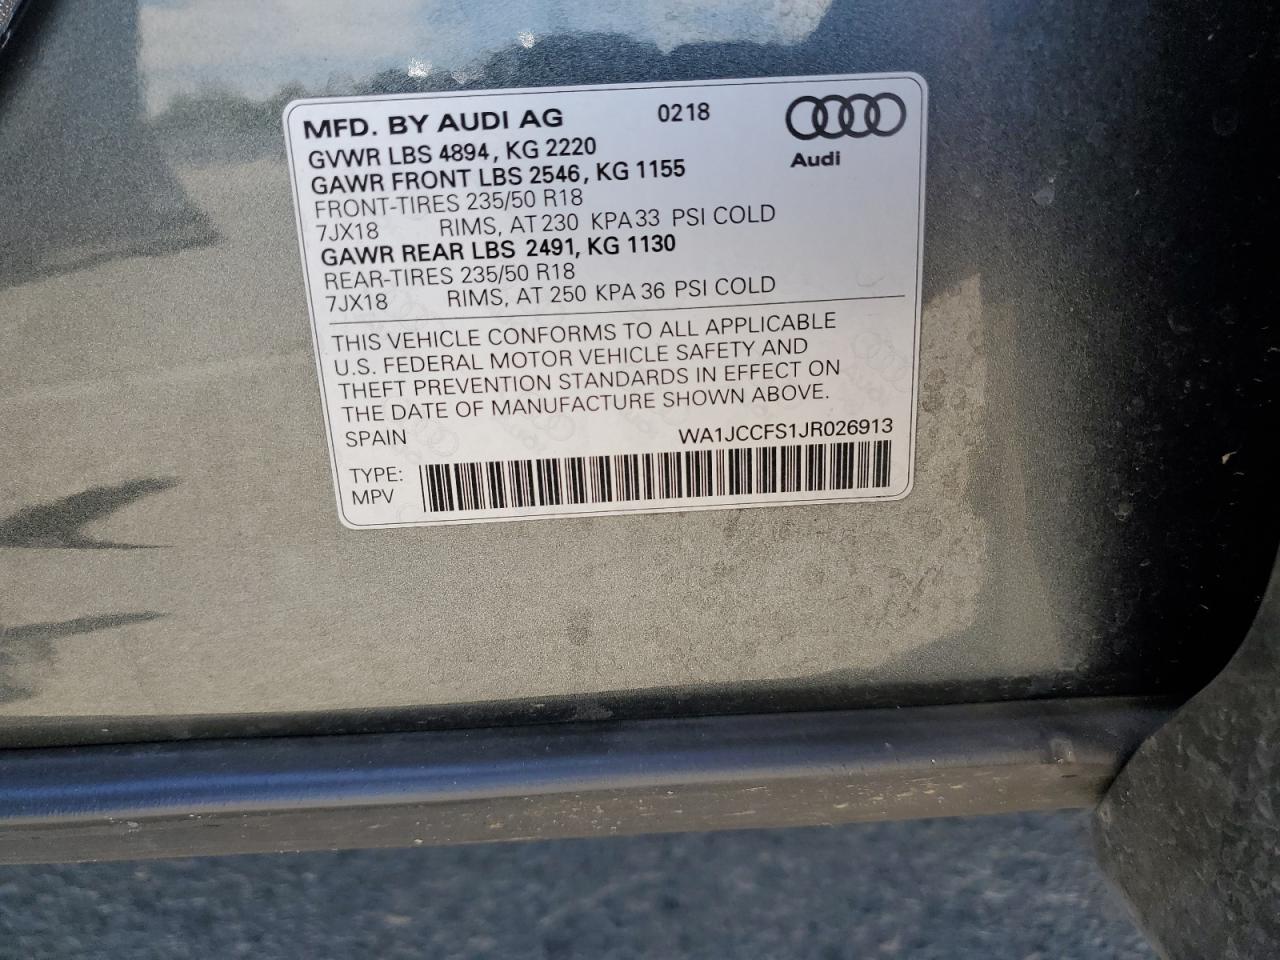 MFD. BY AUDI AG 0218
Audi
GVWR LBS 4894, KG 2220
GAWR FRONT LBS 2546, KG 1155
FRONT-TIRES 235/50 R18
7JX18 RIMS, AT 230 KPA 33 PSI COLD
GAWR REAR LBS 2491, KG 1130
REAR-TIRES 235/50 R18
7JX18 RIMS, AT 250 KPA 36 PSI COLD
THIS VEHICLE CONFORMS TO ALL APPLICABLE
U.S. FEDERAL MOTOR VEHICLE SAFETY AND
THEFT PREVENTION STANDARDS IN EFFECT ON
THE DATE OF MANUFACTURE SHOWN ABOVE.
SPAIN WA1JCCFS1JR026913
TYPE:
MPV